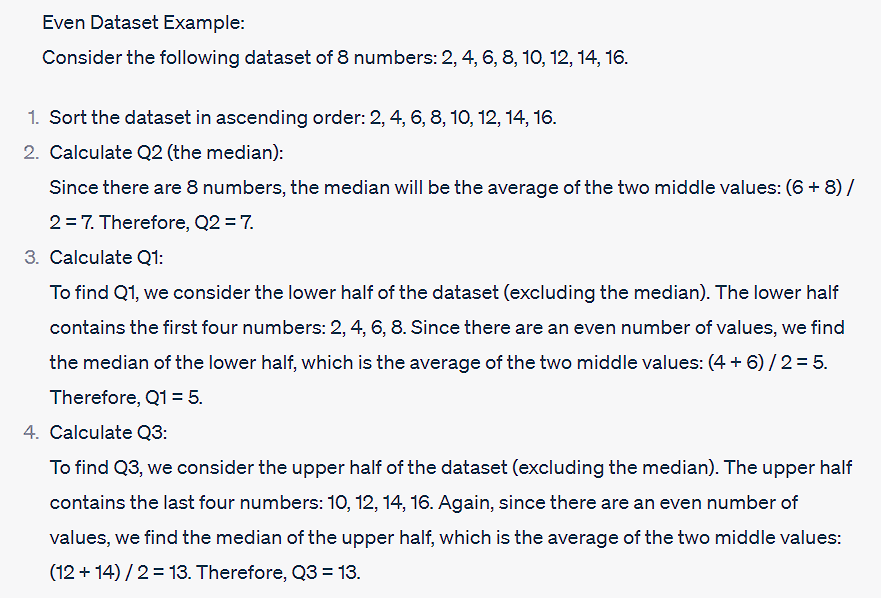 Even Dataset Example:
Consider the following dataset of 8 numbers: 2, 4, 6, 8, 10, 12, 14, 16.
1. Sort the dataset in ascending order: 2, 4, 6, 8, 10, 12, 14, 16.
2. Calculate Q2 (the median):
Since there are 8 numbers, the median will be the average of the two middle values: (6 + 8) /
2 = 7. Therefore, Q2 = 7.
3. Calculate Q1:
To find Q1, we consider the lower half of the dataset (excluding the median). The lower half
contains the first four numbers: 2, 4, 6, 8. Since there are an even number of values, we find
the median of the lower half, which is the average of the two middle values: (4 + 6) / 2 = 5.
Therefore, Q1 = 5.
4. Calculate Q3:
To find Q3, we consider the upper half of the dataset (excluding the median). The upper half
contains the last four numbers: 10, 12, 14, 16. Again, since there are an even number of
values, we find the median of the upper half, which is the average of the two middle values:
(12 + 14) / 2 = 13. Therefore, Q3 = 13.